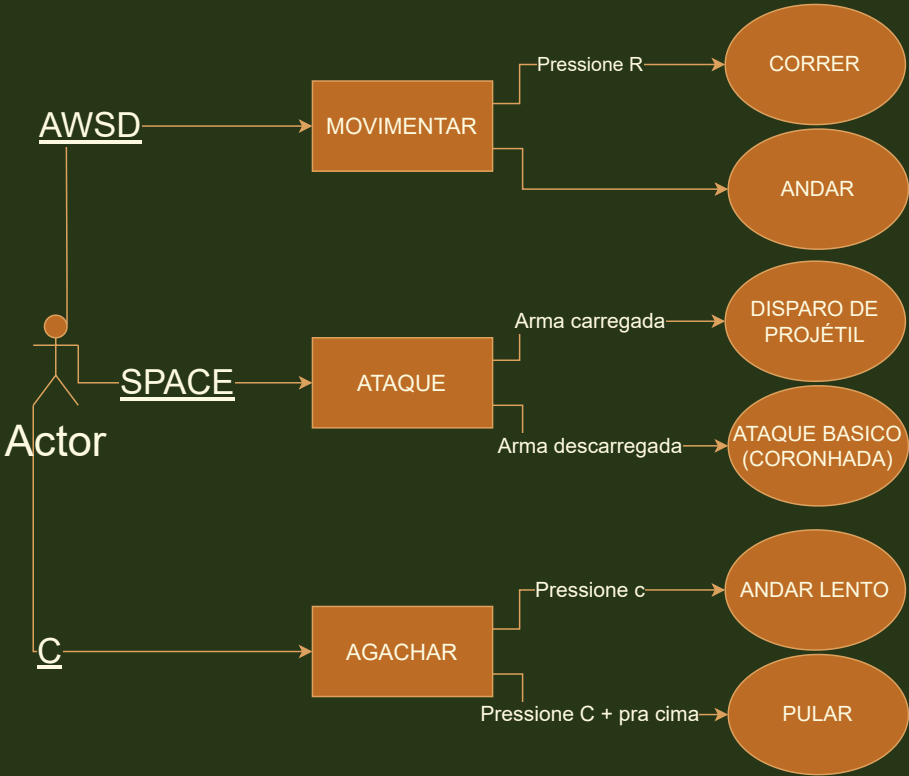 Pressione R
CORRER
AWSD
MOVIMENTAR
ANDAR
Arma carregada
DISPARO DE
PROJÉTIL
SPACE
ATAQUE
Actor
Arma descarregada
ATAQUE BASICO
(CORONHADA)
Pressione c
ANDAR LENTO
C
AGACHAR
Pressione C + pra cima
PULAR